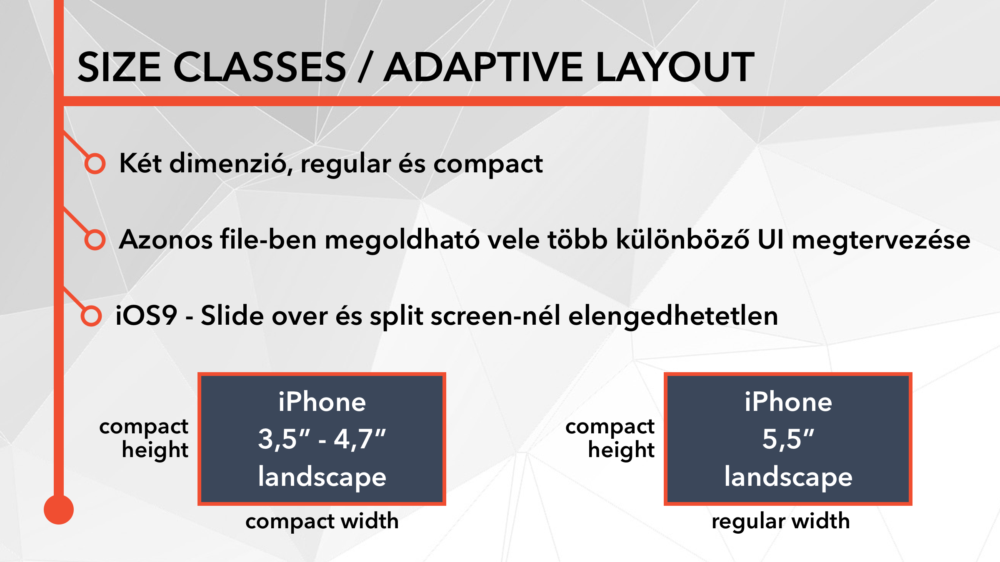 SIZE CLASSES / ADAPTIVE LAYOUT
Két dimenzió, regular és compact
Azonos file-ben megoldható vele több különböző UI megtervezése
iOS9 - Slide over és split screen-nél elengedhetetlen
compact
height
iPhone
3,5” - 4,7”
landscape
compact width
compact
height
iPhone
5,5”
landscape
regular width